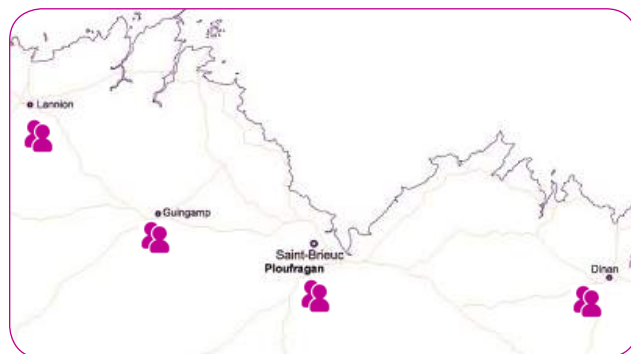 Lannion
Guingamp
Saint-Brieuc
Ploufragan
Dinan